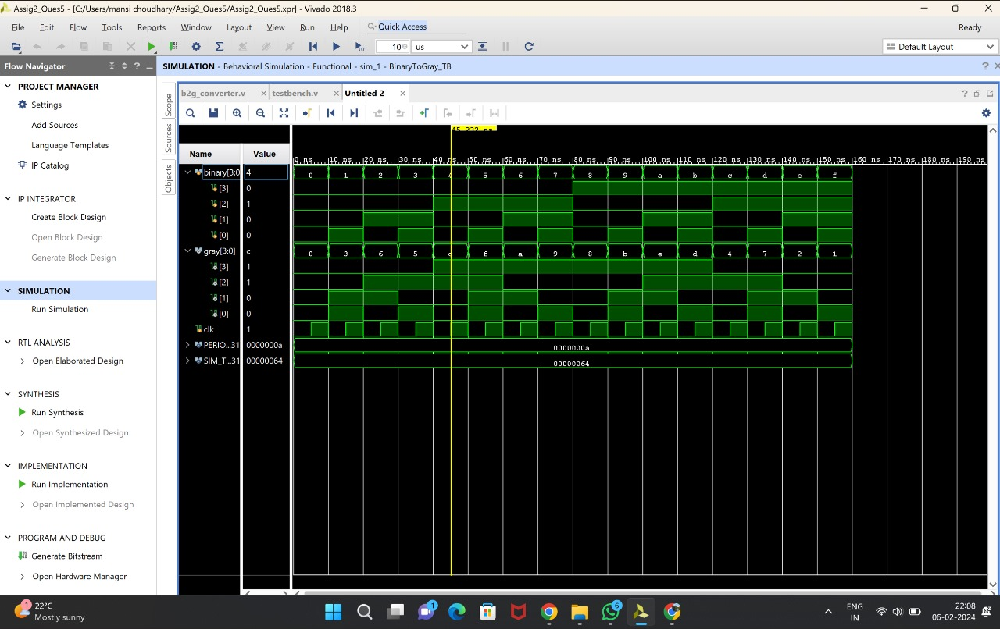 Assig2_Ques5 - [C:/Users/mansi choudhary/Assig2_Ques5/Assig2_Ques5.xpr] - Vivado 2018.3
File Edit Flow Tools Reports Window Layout View Run Help Quick Access Ready
10 us Default Layout
Flow Navigator
SIMULATION - Behavioral Simulation - Functional - sim_1 - BinaryToGray_TB
PROJECT MANAGER
Settings
Add Sources
Language Templates
IP Catalog
IP INTEGRATOR
Create Block Design
Open Block Design
Generate Block Design
SIMULATION
Run Simulation
RTL ANALYSIS
Open Elaborated Design
SYNTHESIS
Run Synthesis
Open Synthesized Design
IMPLEMENTATION
Run Implementation
Open Implemented Design
PROGRAM AND DEBUG
Generate Bitstream
Open Hardware Manager
Scope
Sources
Objects
b2g_converter.v testbench.v Untitled 2
45.232 ns
Name Value
0 ns 10 ns 20 ns 30 ns 40 ns 50 ns 60 ns 70 ns 80 ns 90 ns 100 ns 110 ns 120 ns 130 ns 140 ns 150 ns 160 ns 170 ns 180 ns 190 ns
binary[3:0 4 0 1 2 3 4 5 6 7 8 9 a b c d e f
[3] 0
[2] 1
[1] 0
[0] 0
gray[3:0] c 0 3 6 5 c f a 9 8 b e d 4 7 2 1
[3] 1
[2] 1
[1] 0
[0] 0
clk 1
PERIO...31 0000000a 0000000a
SIM_T...31 00000064 00000064
1
22°C
Mostly sunny
1
6
ENG
IN
22:08
06-02-2024